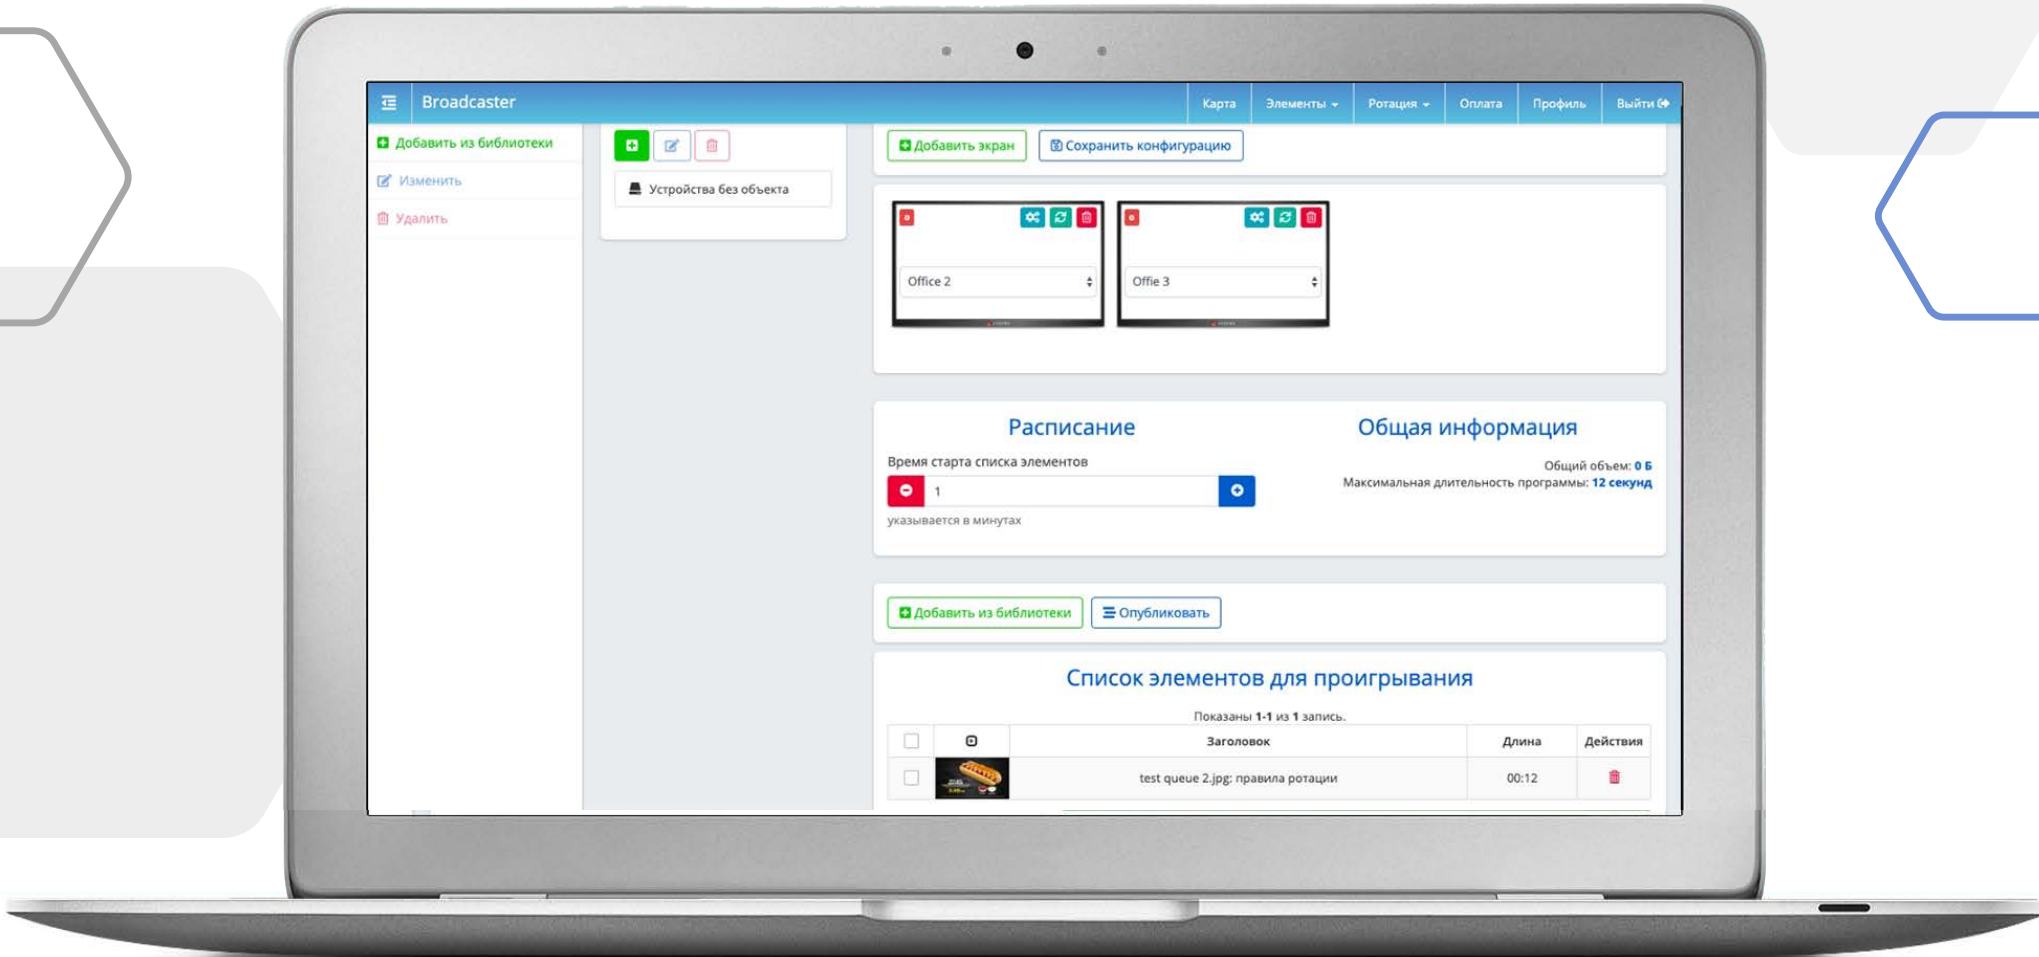 Broadcaster
Карта
Элементы
Ротация
Оплата
Профиль
Выйти
Добавить из библиотеки
Изменить
Удалить
Устройства без объекта
Добавить экран
Сохранить конфигурацию
Office 2
Offie 3
Расписание
Время старта списка элементов
1
указывается в минутах
Общая информация
Общий объем: 0 Б
Максимальная длительность программы: 12 секунд
Добавить из библиотеки
Опубликовать
Список элементов для проигрывания
Показаны 1-1 из 1 запись.
Заголовок
Длина
Действия
test queue 2.jpg: правила ротации
00:12